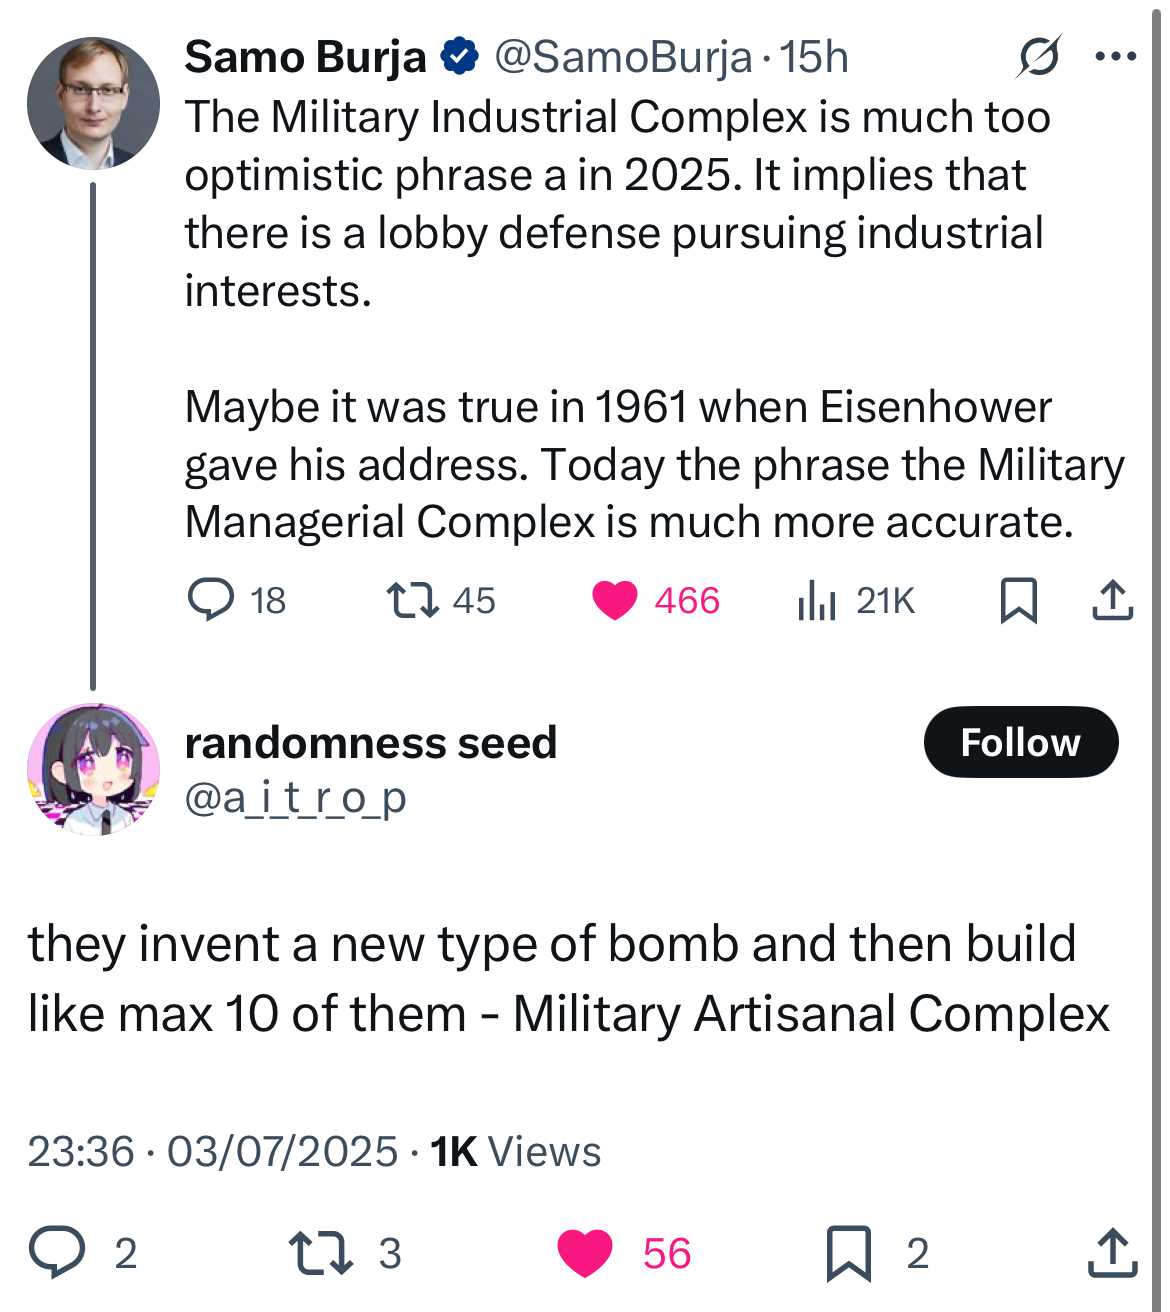 Samo Burja @SamoBurja · 15h
The Military Industrial Complex is much too
optimistic phrase a in 2025. It implies that
there is a lobby defense pursuing industrial
interests.
Maybe it was true in 1961 when Eisenhower
gave his address. Today the phrase the Military
Managerial Complex is much more accurate.
18 45 466 21K
randomness seed
Follow
@a_i_t_r_o_p
they invent a new type of bomb and then build
like max 10 of them - Military Artisanal Complex
23:36 · 03/07/2025 · 1K Views
2 3 56 2